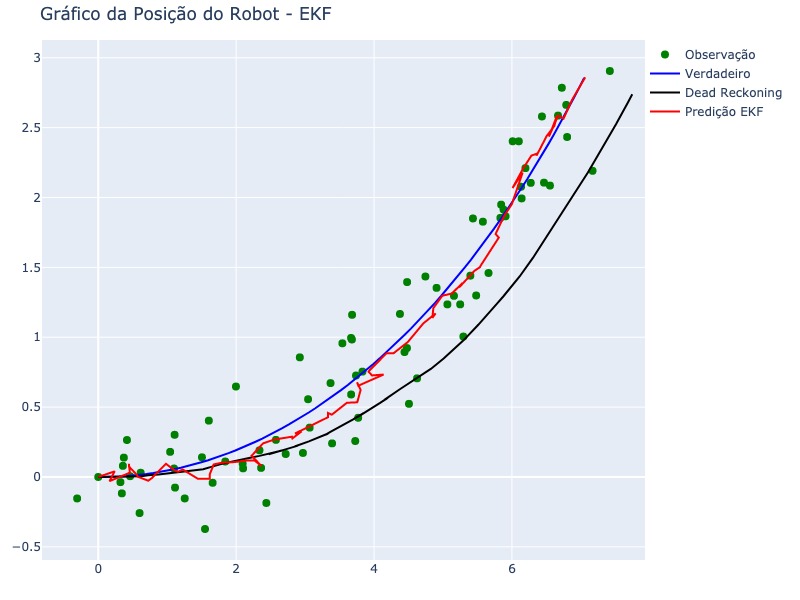 Gráfico da Posição do Robot - EKF
Observação
Verdadeiro
Dead Reckoning
Predição EKF
3
2.5
2
1.5
1
0.5
0
−0.5
0
2
4
6